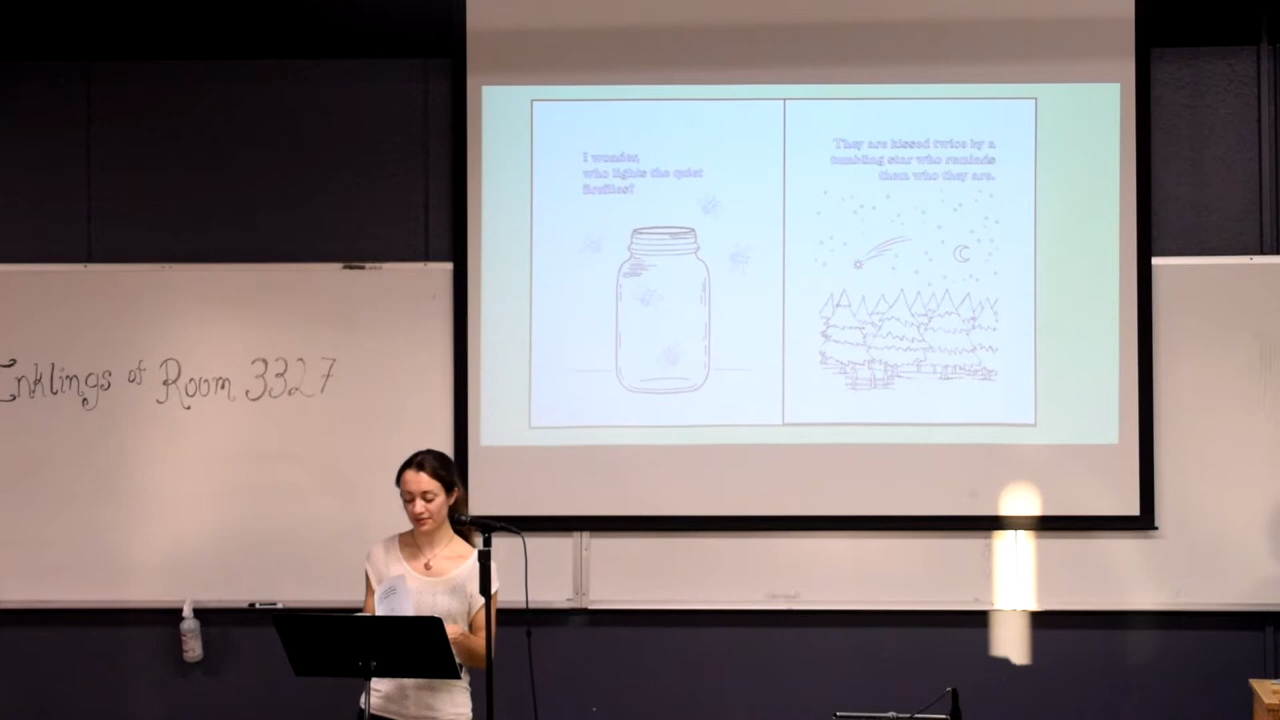 Enklings of Room 3327
I wonder,
who lights the quiet
fireflies?
They are kissed twice by a
tumbling star who reminds
them who they are.